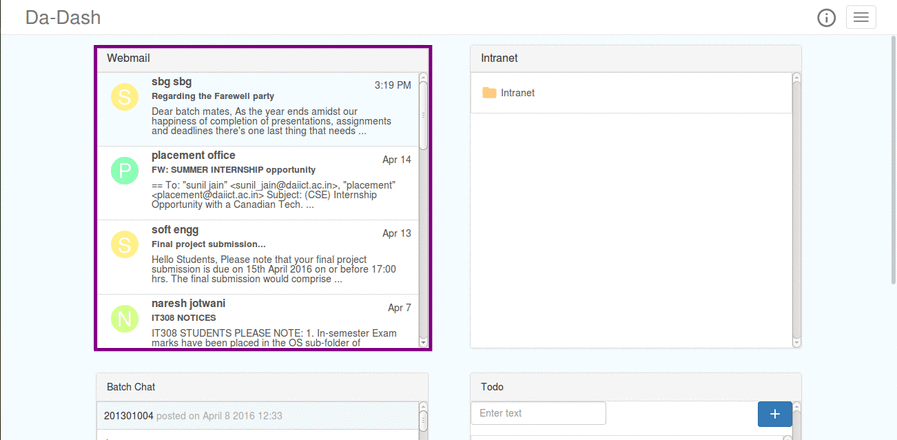 Da-Dash
Webmail
S
sbg sbg
3:19 PM
Regarding the Farewell party
Dear batch mates, As the year ends amidst our
happiness of completion of presentations, assignments
and deadlines there's one last thing that needs ...
P
placement office
Apr 14
FW: SUMMER INTERNSHIP opportunity
== To: "sunil jain" <sunil_jain@daiict.ac.in>, "placement"
<placement@daiict.ac.in> Subject: (CSE) Internship
Opportunity with a Canadian Tech. ...
S
soft engg
Apr 13
Final project submission...
Hello Students, Please note that your final project
submission is due on 15th April 2016 on or before 17:00
hrs. The final submission would comprise ...
N
naresh jotwani
Apr 7
IT308 NOTICES
IT308 STUDENTS PLEASE NOTE: 1. In-semester Exam
marks have been placed in the OS sub-folder of
Intranet
Intranet
Batch Chat
201301004 posted on April 8 2016 12:33
Todo
Enter text
+